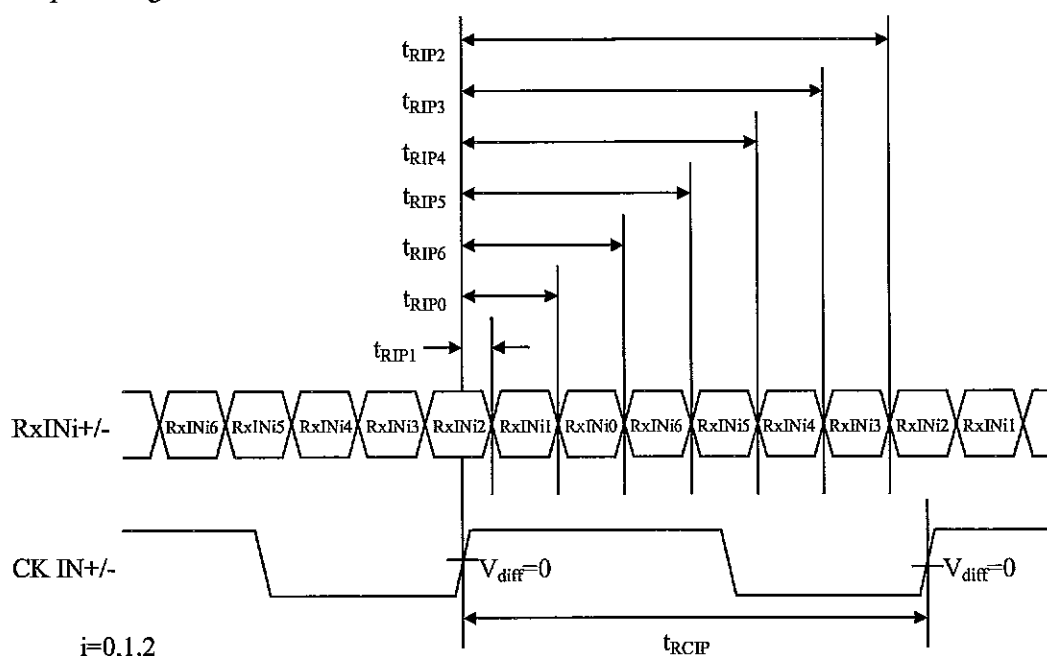 tRIP2
tRIP3
tRIP4
tRIP5
tRIP6
tRIP0
tRIP1
RxINi+/- RxINi6 RxINi5 RxINi4 RxINi3 RxINi2 RxINi1 RxINi0 RxINi6 RxINi5 RxINi4 RxINi3 RxINi2 RxINi1
CK IN+/- Vdiff=0 Vdiff=0
i=0,1,2 tRCIP